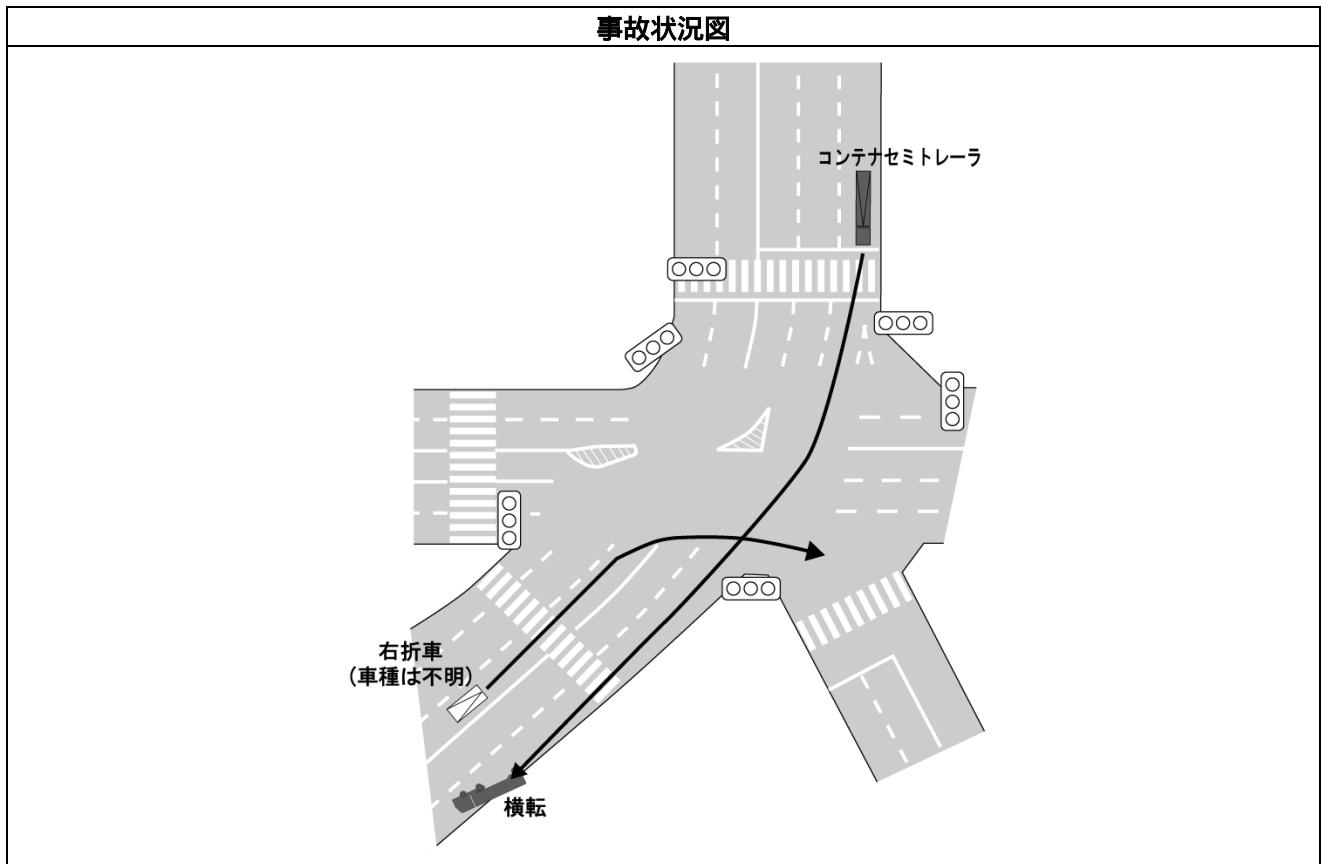 事故状況図
コンテナセミトレーラ
右折車
（車種は不明）
横転